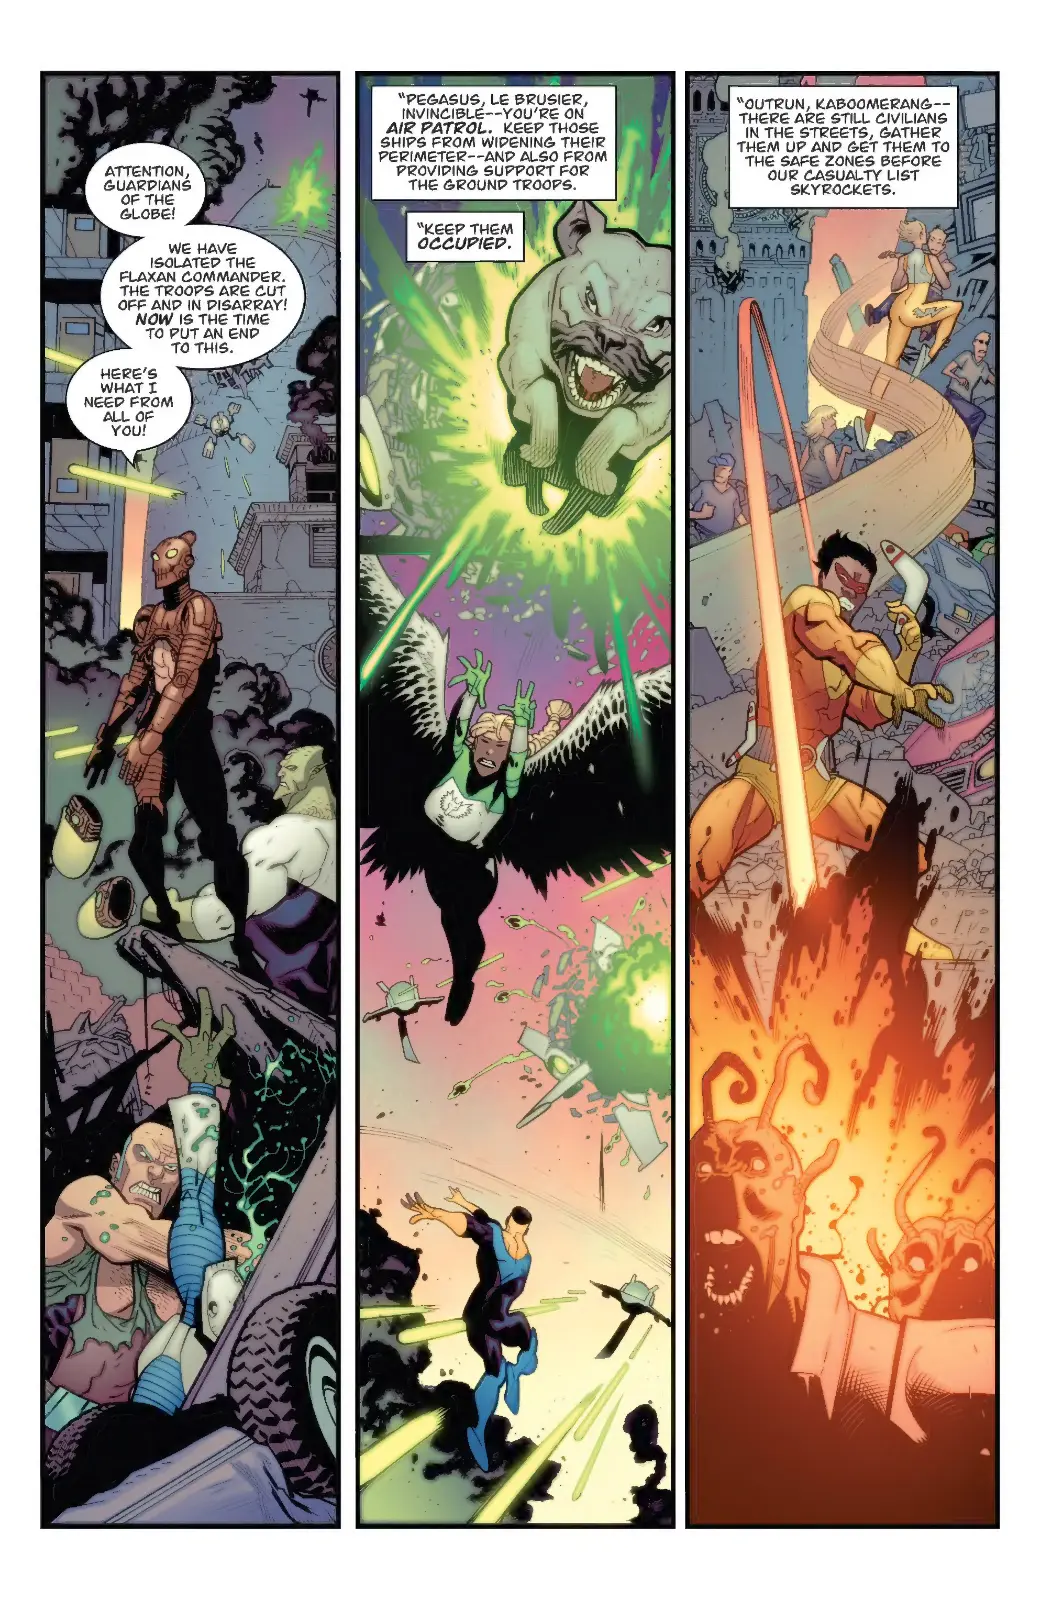 ATTENTION,
GUARDIANS
OF THE
GLOBE!
WE HAVE
ISOLATED THE
FLAXAN COMMANDER.
THE TROOPS ARE CUT
OFF AND IN DISARRAY!
NOW IS THE TIME
TO PUT AN END
TO THIS.
HERE'S
WHAT I
NEED FROM
ALL OF
YOU!
"PEGASUS, LE BRUSIER,
INVINCIBLE--YOU'RE ON
AIR PATROL. KEEP THOSE
SHIPS FROM WIDENING THEIR
PERIMETER--AND ALSO FROM
PROVIDING SUPPORT FOR
THE GROUND TROOPS.
"KEEP THEM
OCCUPIED.
"OUTRUN, KABOOMERANG--
THERE ARE STILL CIVILIANS
IN THE STREETS, GATHER
THEM UP AND GET THEM TO
THE SAFE ZONES BEFORE
OUR CASUALTY LIST
SKYROCKETS.